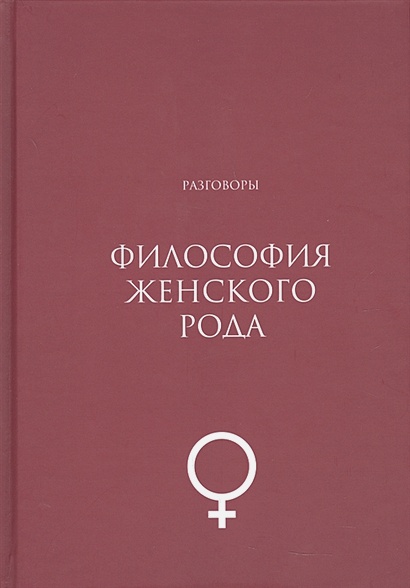 РАЗГОВОРЫ
ФИЛОСОФИЯ
ЖЕНСКОГО
РОДА